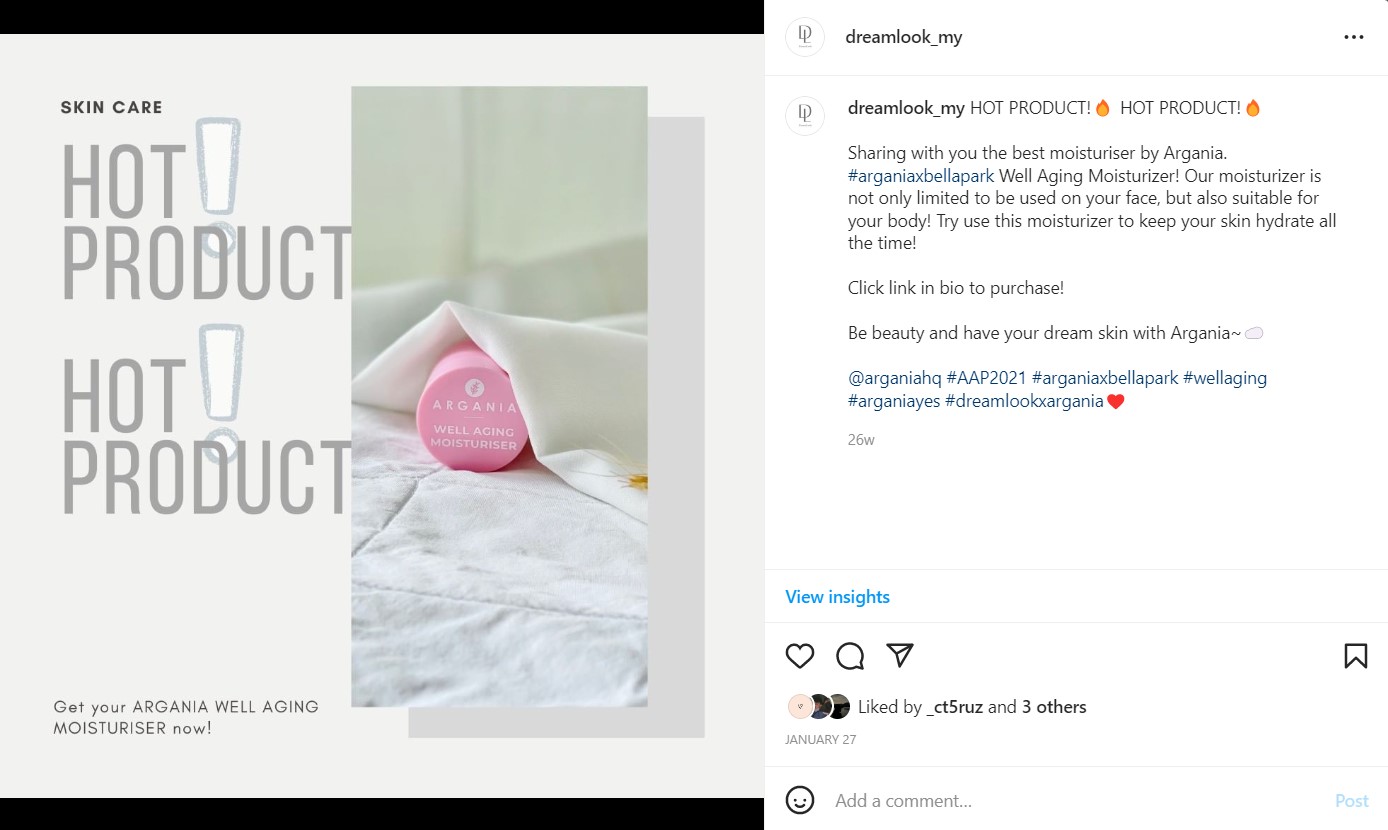 SKIN CARE
HOT!
PRODUCT
HOT!
PRODUCT
ARGANIA
WELL AGING
MOISTURISER
Get your ARGANIA WELL AGING
MOISTURISER now!
DL
dreamlook_my
DL
dreamlook_my HOT PRODUCT!🔥 HOT PRODUCT!🔥
Sharing with you the best moisturiser by Argania.
#arganiaxbellapark Well Aging Moisturizer! Our moisturizer is
not only limited to be used on your face, but also suitable for
your body! Try use this moisturizer to keep your skin hydrate all
the time!
Click link in bio to purchase!
Be beauty and have your dream skin with Argania~☁️
@arganiahq #AAP2021 #arganiaxbellapark #wellaging
#arganiayes #dreamlookxargania❤️
26w
View insights
Liked by _ct5ruz and 3 others
JANUARY 27
Add a comment...
Post